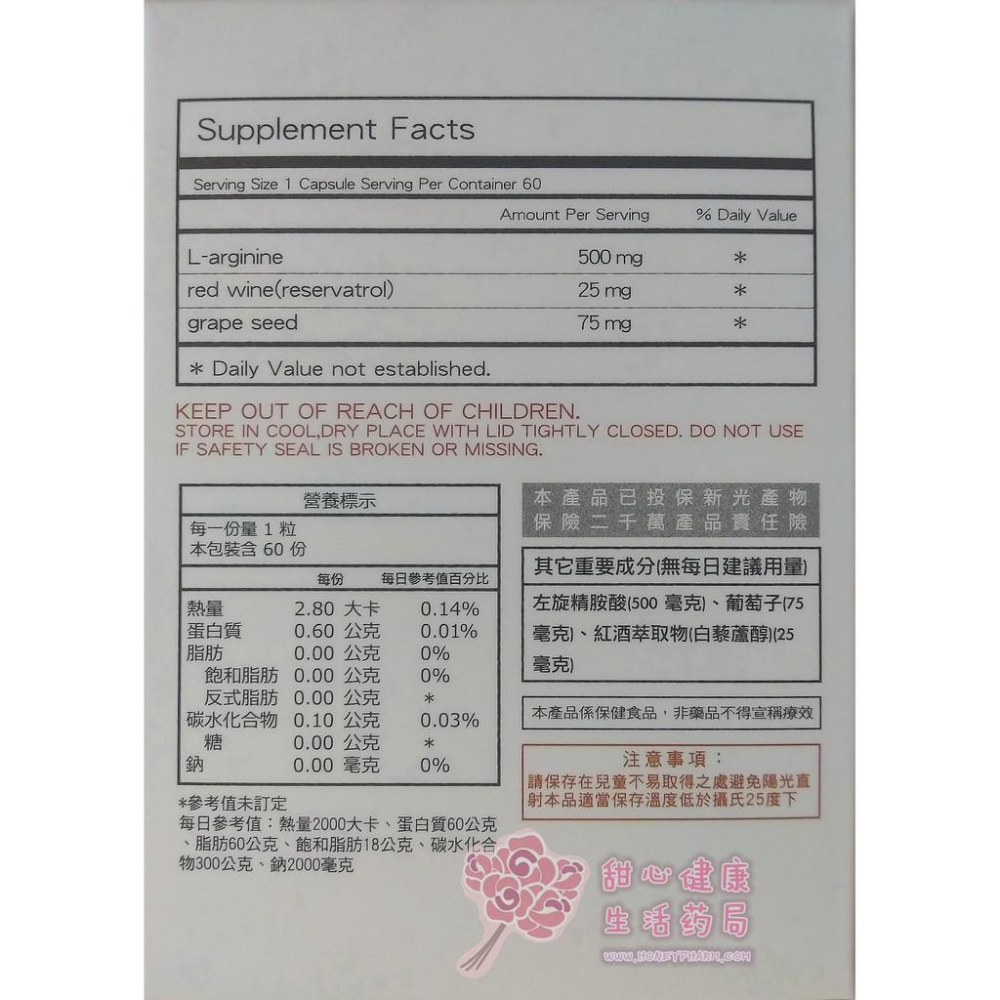 Supplement Facts
Serving Size 1 Capsule Serving Per Container 60
Amount Per Serving % Daily Value
L-arginine 500 mg *
red wine(reservatrol) 25 mg *
grape seed 75 mg *
* Daily Value not established.
KEEP OUT OF REACH OF CHILDREN.
STORE IN COOL,DRY PLACE WITH LID TIGHTLY CLOSED. DO NOT USE
IF SAFETY SEAL IS BROKEN OR MISSING.
營養標示
每一份量 1 粒
本包裝含 60 份
每份 每日參考值百分比
熱量 2.80 大卡 0.14%
蛋白質 0.60 公克 0.01%
脂肪 0.00 公克 0%
飽和脂肪 0.00 公克 0%
反式脂肪 0.00 公克 *
碳水化合物 0.10 公克 0.03%
糖 0.00 公克 *
鈉 0.00 毫克 0%
*參考值未訂定
每日參考值：熱量2000大卡、蛋白質60公克
、脂肪60公克、飽和脂肪18公克、碳水化合
物300公克、鈉2000毫克
本產品已投保新光產物
保險二千萬產品責任險
其它重要成分(無每日建議用量)
左旋精胺酸(500 毫克)、葡萄子(75
毫克)、紅酒萃取物(白藜蘆醇)(25
毫克)
本產品係保健食品，非藥品不得宣稱療效
注意事項：
請保存在兒童不易取得之處避免陽光直
射本品適當保存溫度低於攝氏25度下
甜心健康
生活药局
www.HONEYPHARM.COM